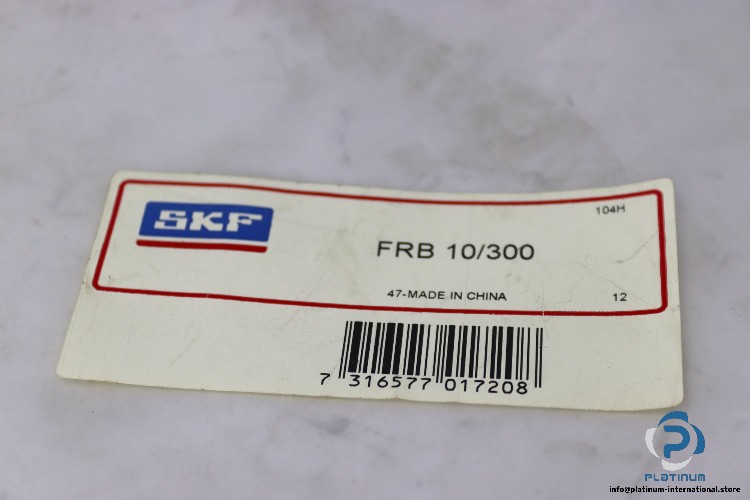 SKF
104H
FRB 10/300
47-MADE IN CHINA
12
7 316577 017208
PLATINUM
info@platinum-international.store